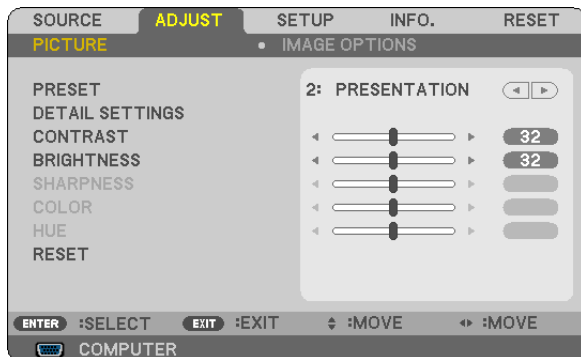 SOURCE ADJUST SETUP INFO. RESET
PICTURE • IMAGE OPTIONS
PRESET 2: PRESENTATION
DETAIL SETTINGS
CONTRAST 32
BRIGHTNESS 32
SHARPNESS
COLOR
HUE
RESET
ENTER :SELECT EXIT :EXIT :MOVE :MOVE
COMPUTER